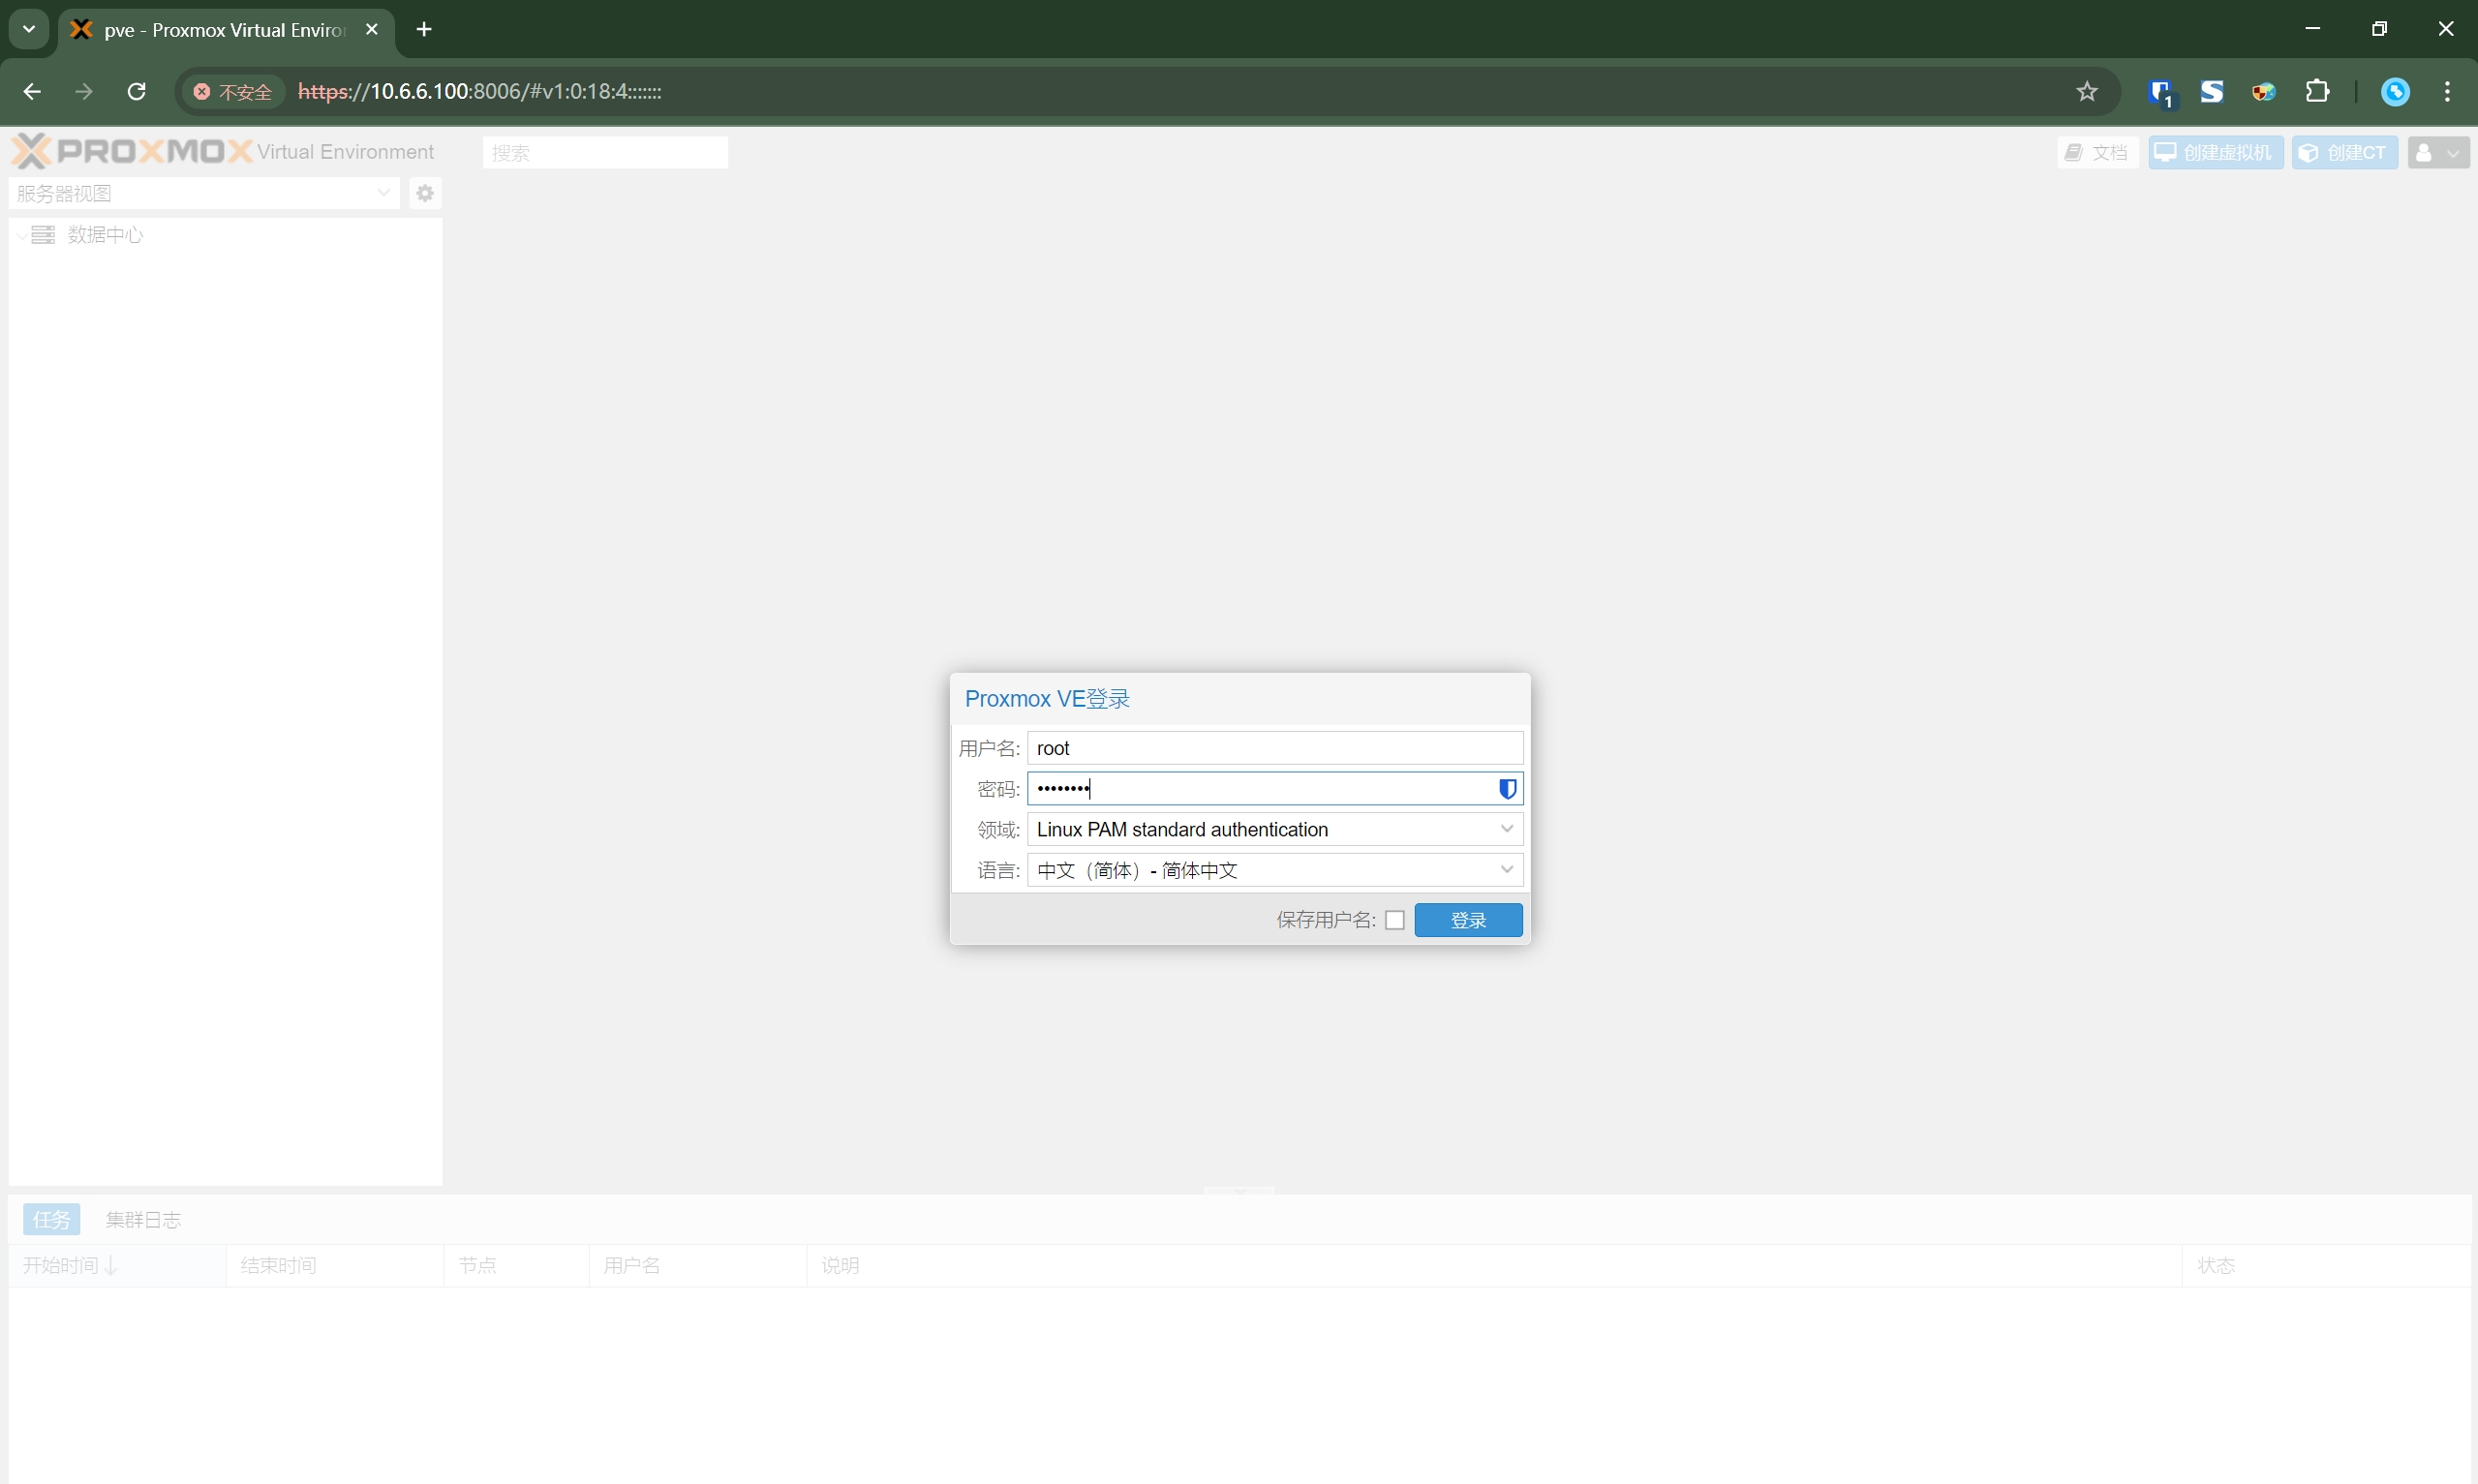 pve - Proxmox Virtual Enviro
不安全 https://10.6.6.100:8006/#v1:0:18:4:::::::
1
PROXMOX Virtual Environment
搜索
文档
创建虚拟机
创建CT
服务器视图
数据中心
Proxmox VE登录
用户名: root
密码: ••••••••
领域: Linux PAM standard authentication
语言: 中文（简体）- 简体中文
保存用户名:
登录
任务 集群日志
开始时间 结束时间 节点 用户名 说明 状态